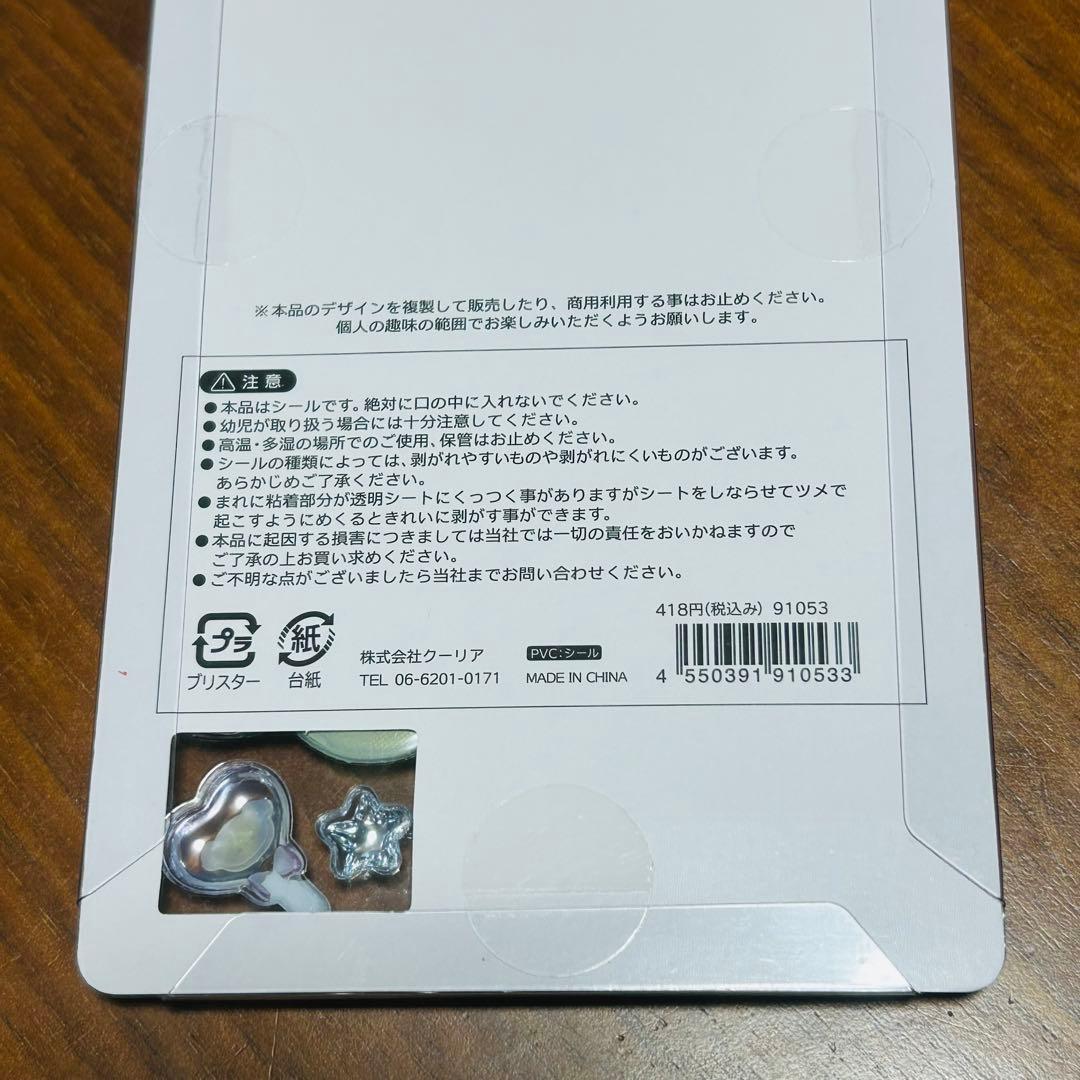 ※本品のデザインを複製して販売したり、商用利用する事はお止めください。
個人の趣味の範囲でお楽しみいただくようお願いします。
注意
●本品はシールです。絶対に口の中に入れないでください。
●幼児が取り扱う場合には十分注意してください。
●高温・多湿の場所でのご使用、保管はお止めください。
●シールの種類によっては、剥がれやすいものや剥がれにくいものがございます。
あらかじめご了承ください。
●まれに粘着部分が透明シートにくっつく事がありますがシートをしならせてツメで
起こすようにめくるときれいに剥がす事ができます。
●本品に起因する損害につきましては当社では一切の責任をおいかねますので
ご了承の上お買い求めください。
●ご不明な点がございましたら当社までお問い合わせください。
418円(税込み) 91053
プラ
紙
ブリスター
台紙
株式会社クーリア
TEL 06-6201-0171
PVC:シール
MADE IN CHINA
4 550391 910533